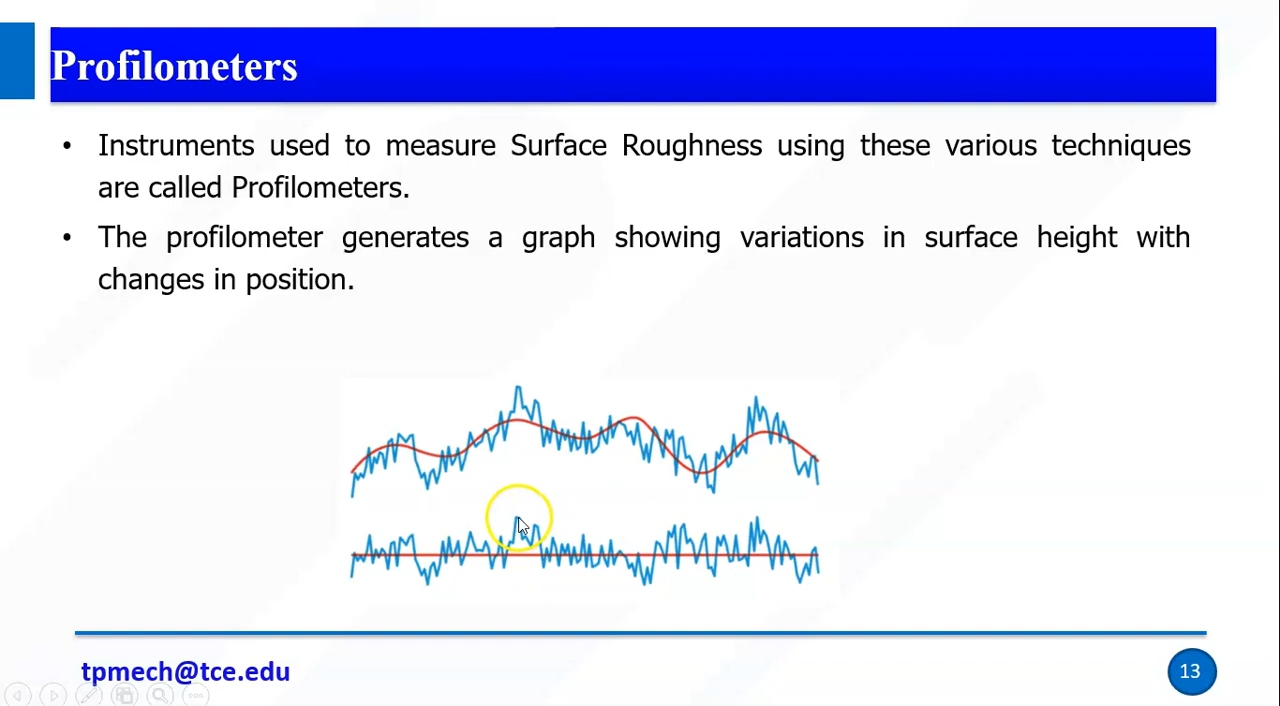 Profilometers
• Instruments used to measure Surface Roughness using these various techniques
are called Profilometers.
• The profilometer generates a graph showing variations in surface height with
changes in position.
tpmech@tce.edu
13